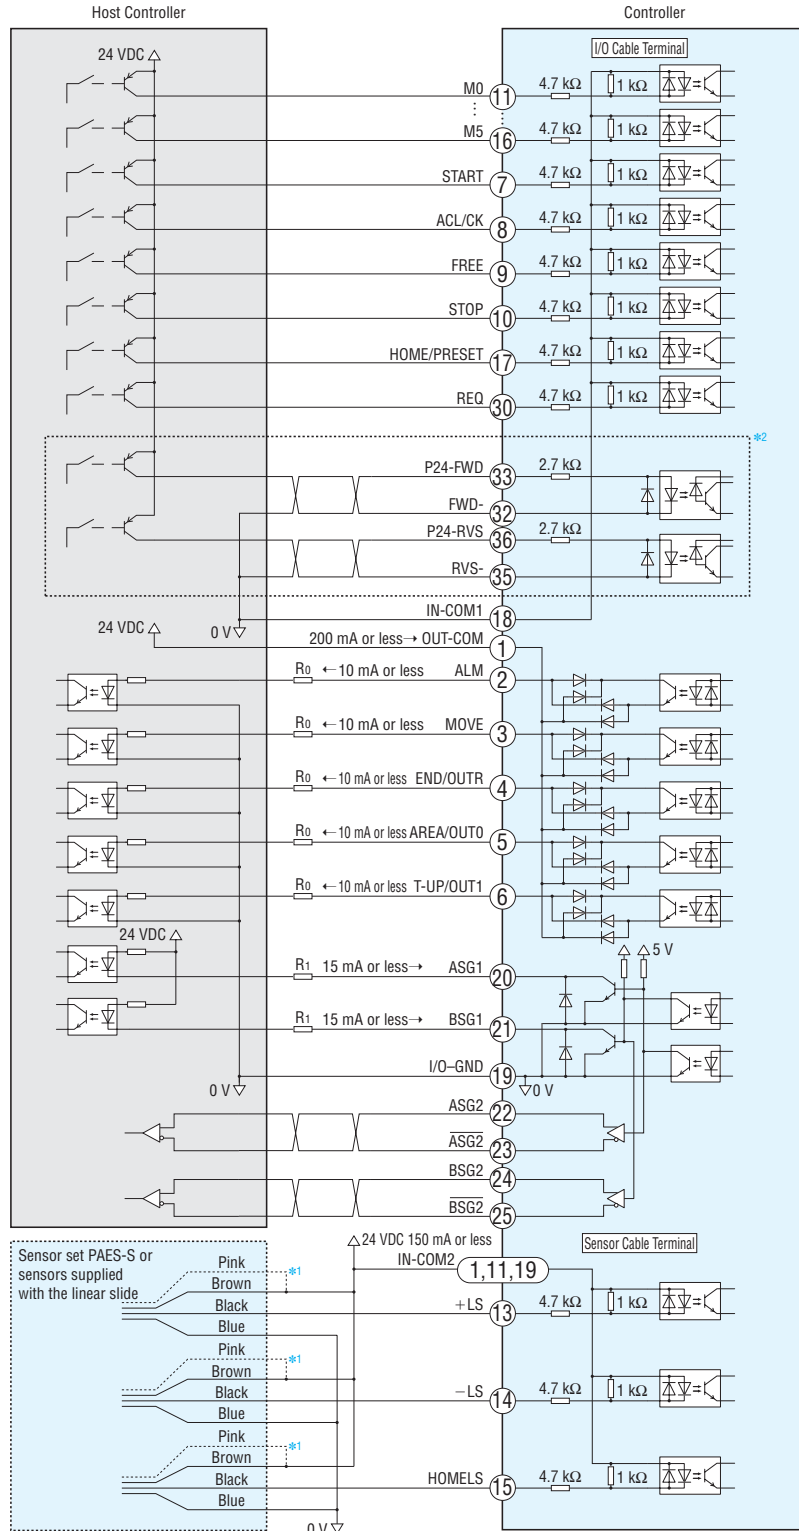 Host Controller
Controller
24 VDC
I/O Cable Terminal
M0 11 4.7 kΩ 1 kΩ
M5 16 4.7 kΩ 1 kΩ
START 7 4.7 kΩ 1 kΩ
ACL/CK 8 4.7 kΩ 1 kΩ
FREE 9 4.7 kΩ 1 kΩ
STOP 10 4.7 kΩ 1 kΩ
HOME/PRESET 17 4.7 kΩ 1 kΩ
REQ 30 4.7 kΩ 1 kΩ
*2
P24-FWD 33 2.7 kΩ
FWD- 32
P24-RVS 36 2.7 kΩ
RVS- 35
0 V IN-COM1 18
24 VDC 200 mA or less→ OUT-COM 1
R0 ←10 mA or less ALM 2
R0 ←10 mA or less MOVE 3
R0 ←10 mA or less END/OUTR 4
R0 ←10 mA or less AREA/OUT0 5
R0 ←10 mA or less T-UP/OUT1 6
24 VDC
5 V
R1 15 mA or less→ ASG1 20
R1 15 mA or less→ BSG1 21
0 V I/O–GND 19 0 V
ASG2 22
A̅S̅G̅2̅ 23
BSG2 24
B̅S̅G̅2̅ 25
24 VDC 150 mA or less
Sensor Cable Terminal
Sensor set PAES-S or
sensors supplied
with the linear slide
IN-COM2 1,11,19
Pink *1
Brown
Black +LS 13 4.7 kΩ 1 kΩ
Blue
Pink *1
Brown
Black −LS 14 4.7 kΩ 1 kΩ
Blue
Pink *1
Brown
Black HOMELS 15 4.7 kΩ 1 kΩ
Blue
0 V